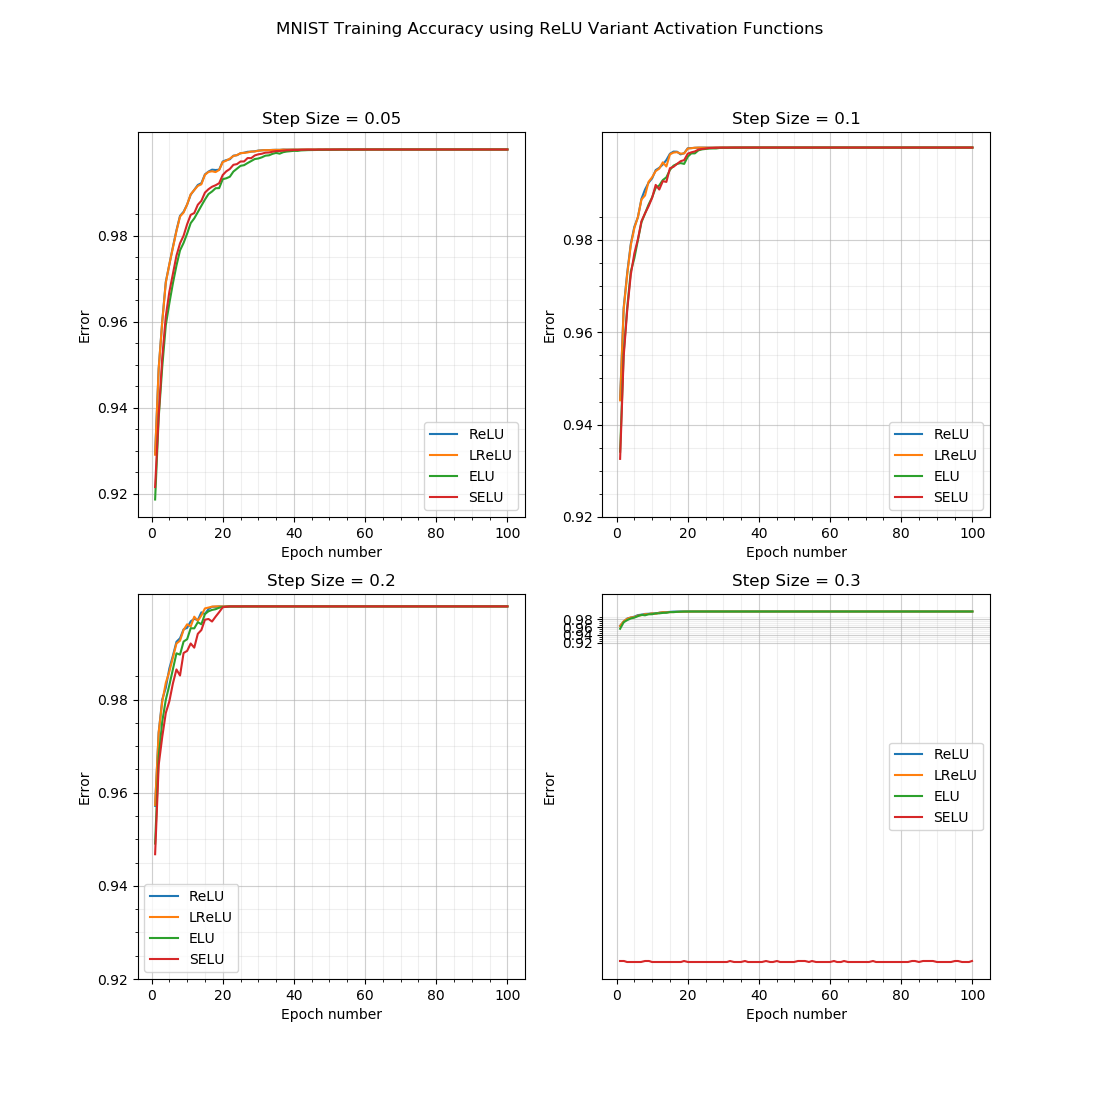 MNIST Training Accuracy using ReLU Variant Activation Functions
Step Size = 0.05
0.98
0.96
0.94
0.92
Error
0 20 40 60 80 100
Epoch number
ReLU
LReLU
ELU
SELU
Step Size = 0.1
0.98
0.96
0.94
0.92
Error
0 20 40 60 80 100
Epoch number
ReLU
LReLU
ELU
SELU
Step Size = 0.2
0.98
0.96
0.94
0.92
Error
0 20 40 60 80 100
Epoch number
ReLU
LReLU
ELU
SELU
Step Size = 0.3
0.98
0.96
0.94
0.92
Error
0 20 40 60 80 100
Epoch number
ReLU
LReLU
ELU
SELU